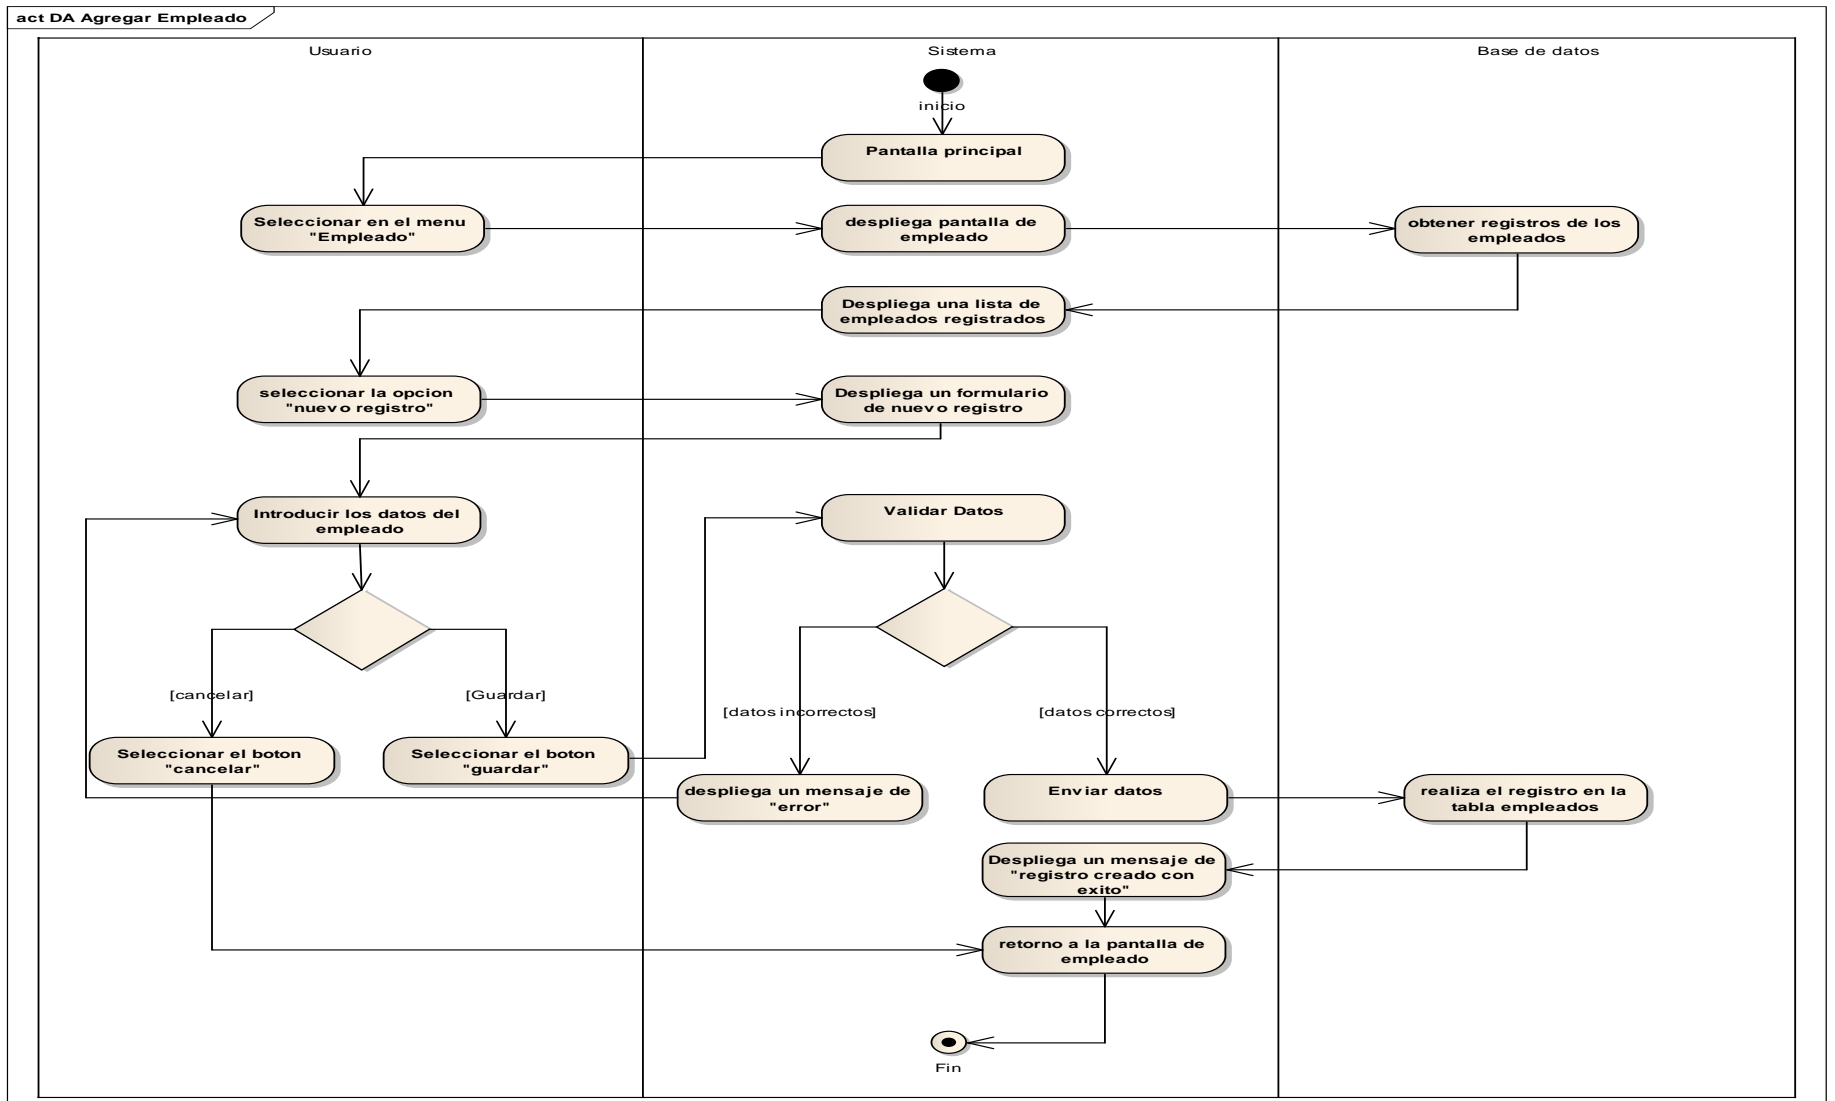 act DA Agregar Empleado
Usuario
Sistema
Base de datos
inicio
Pantalla principal
Seleccionar en el menu
"Empleado"
despliega pantalla de
empleado
obtener registros de los
empleados
Despliega una lista de
empleados registrados
seleccionar la opcion
"nuevo registro"
Despliega un formulario
de nuevo registro
Introducir los datos del
empleado
Validar Datos
[cancelar]
[Guardar]
[datos incorrectos]
[datos correctos]
Seleccionar el boton
"cancelar"
Seleccionar el boton
"guardar"
despliega un mensaje de
"error"
Enviar datos
realiza el registro en la
tabla empleados
Despliega un mensaje de
"registro creado con
exito"
retorno a la pantalla de
empleado
Fin